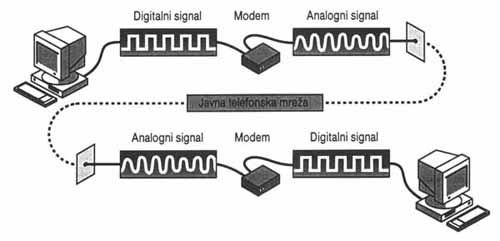 Digitalni signal Modem Analogni signal
Javna telefonska mreža
Analogni signal Modem Digitalni signal